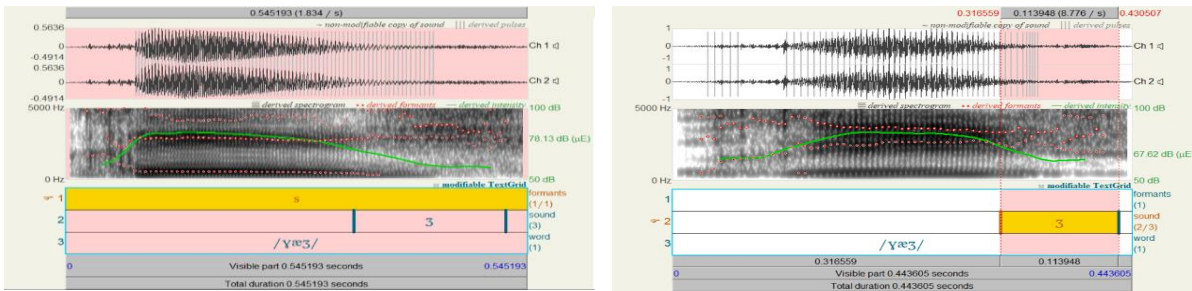 0.545193 (1.834 / s)
~ non-modifiable copy of sound ||| derived pulses
0.5636
0
-0.4914
0.5636
0
-0.4914
Ch 1
Ch 2
derived spectrogram •• derived formants — derived intensity
5000 Hz
0 Hz
100 dB
78.13 dB (µE)
50 dB
modifiable TextGrid
1 s formants (1/1)
2 ʒ sound (3)
3 /ɣæʒ/ word (1)
0 Visible part 0.545193 seconds 0.545193
Total duration 0.545193 seconds
0.316559 0.113948 (8.776 / s) 0.430507
~ non-modifiable copy of sound ||| derived pulses
1
0
-1
1
0
-1
Ch 1
Ch 2
derived spectrogram •• derived formants — derived intensity
5000 Hz
0 Hz
100 dB
67.62 dB (µE)
50 dB
modifiable TextGrid
1 formants (1)
2 ʒ sound (2/3)
3 /ɣæʒ/ word (1)
0.316559 0.113948
0 Visible part 0.443605 seconds 0.443605
Total duration 0.443605 seconds